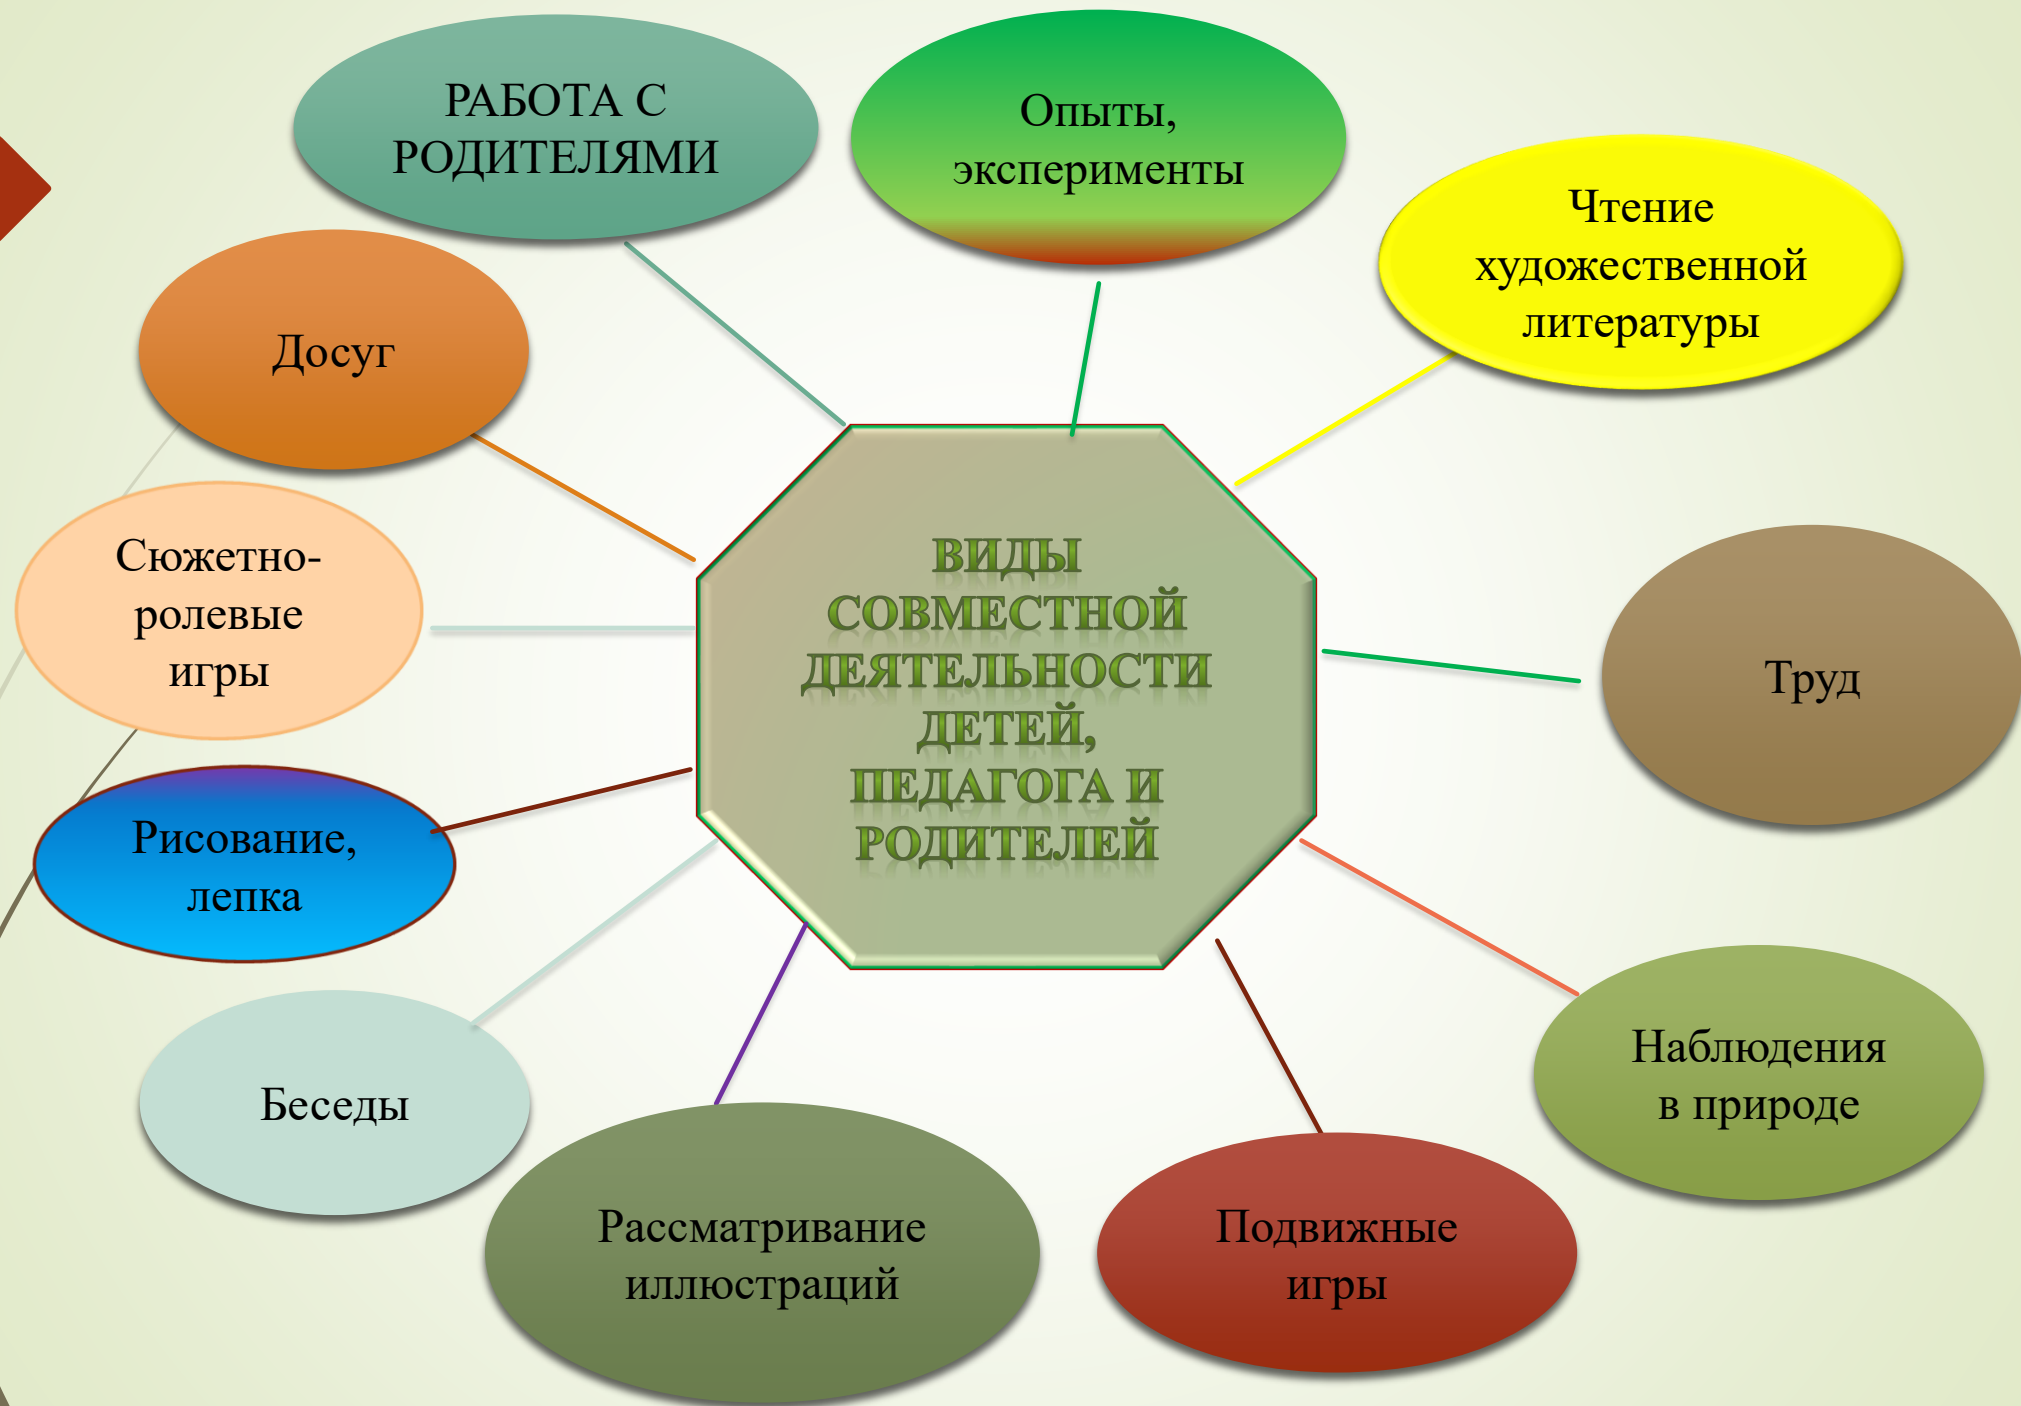 РАБОТА С
РОДИТЕЛЯМИ
Опыты,
эксперименты
Чтение
художественной
литературы
Досуг
Сюжетно-
ролевые
игры
ВИДЫ
СОВМЕСТНОЙ
ДЕЯТЕЛЬНОСТИ
ДЕТЕЙ,
ПЕДАГОГА И
РОДИТЕЛЕЙ
Труд
Рисование,
лепка
Беседы
Наблюдения
в природе
Рассматривание
иллюстраций
Подвижные
игры